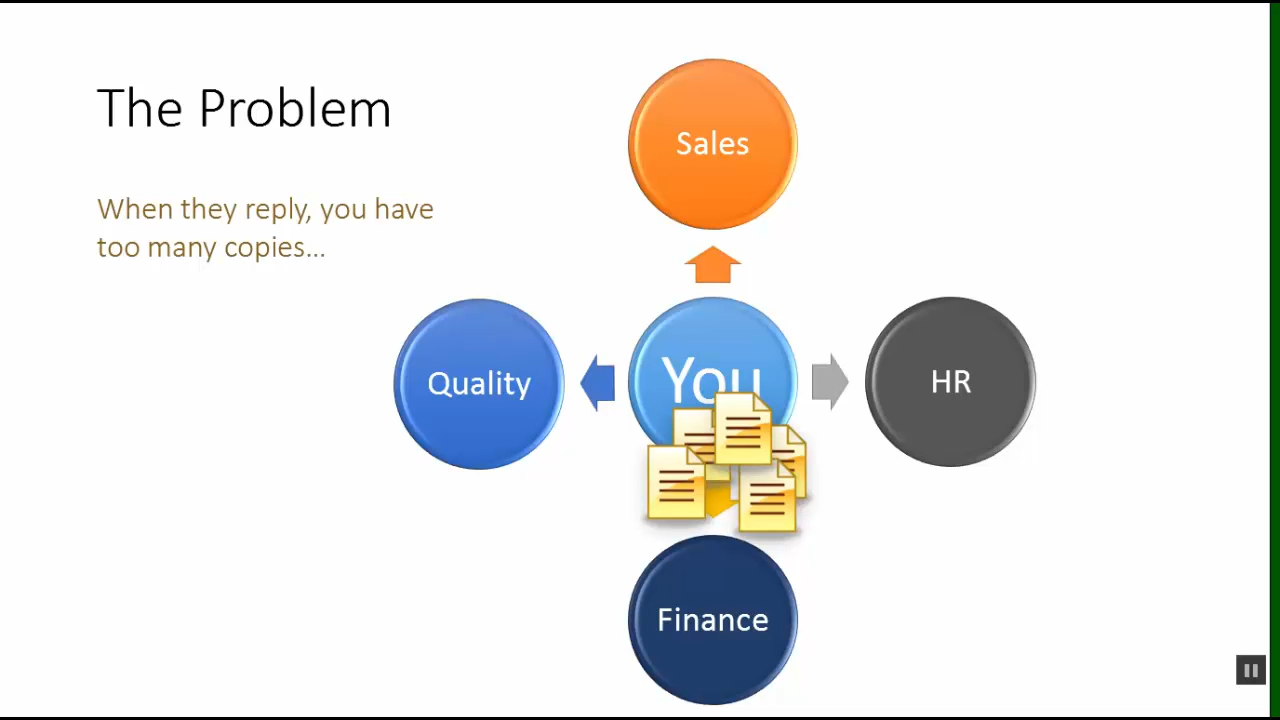 The Problem
When they reply, you have
too many copies...
Sales
Quality
You
HR
Finance